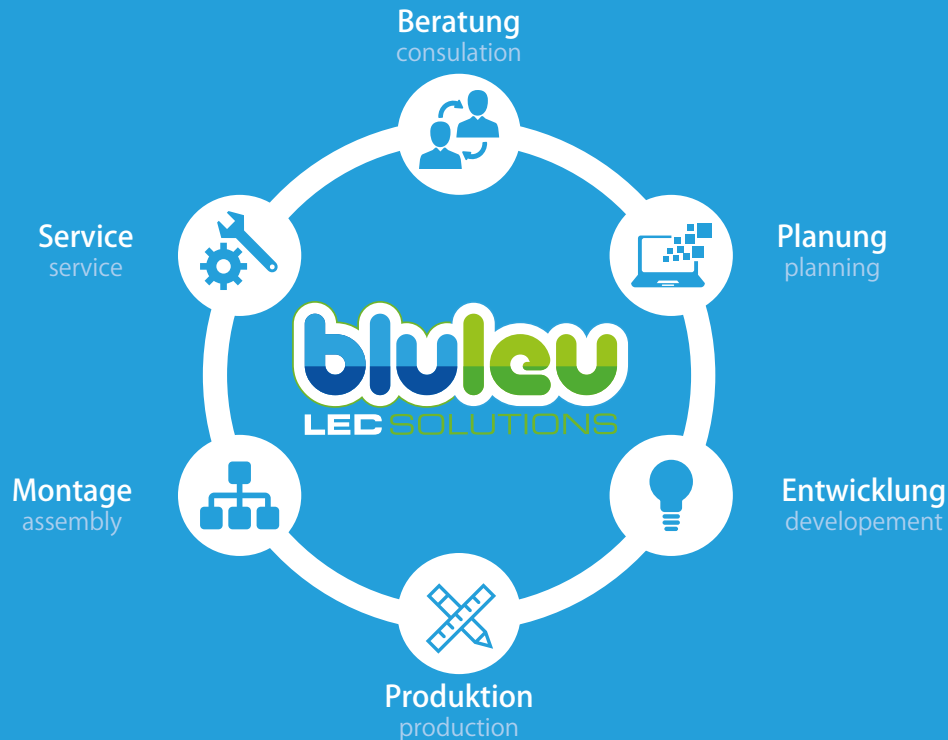 Beratung
consulation
Service
service
Planung
planning
bluleu
LED SOLUTIONS
Montage
assembly
Entwicklung
developement
Produktion
production